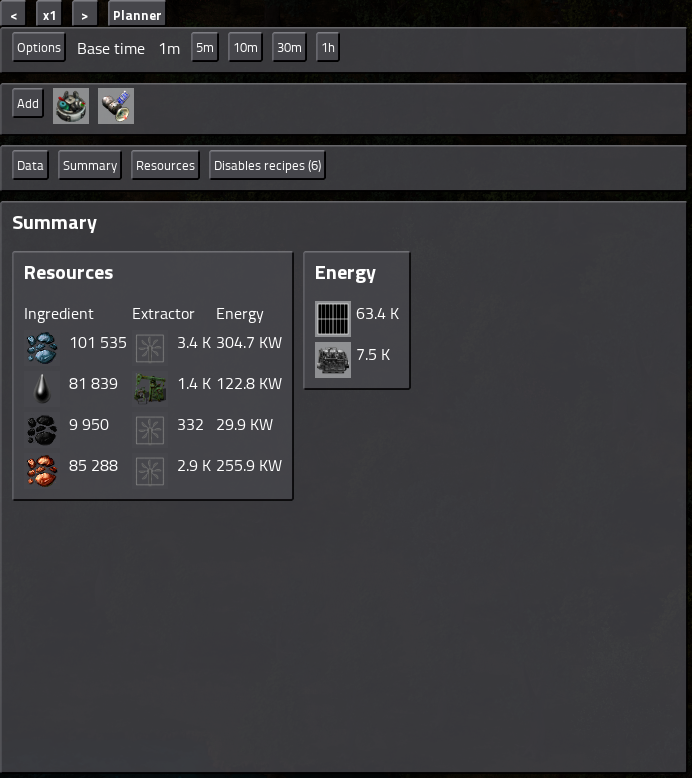 < x1 > Planner
Options Base time 1m 5m 10m 30m 1h
Add
Data Summary Resources Disables recipes (6)
Summary
Resources
Ingredient Extractor Energy
101 535 3.4 K 304.7 KW
81 839 1.4 K 122.8 KW
9 950 332 29.9 KW
85 288 2.9 K 255.9 KW
Energy
63.4 K
7.5 K